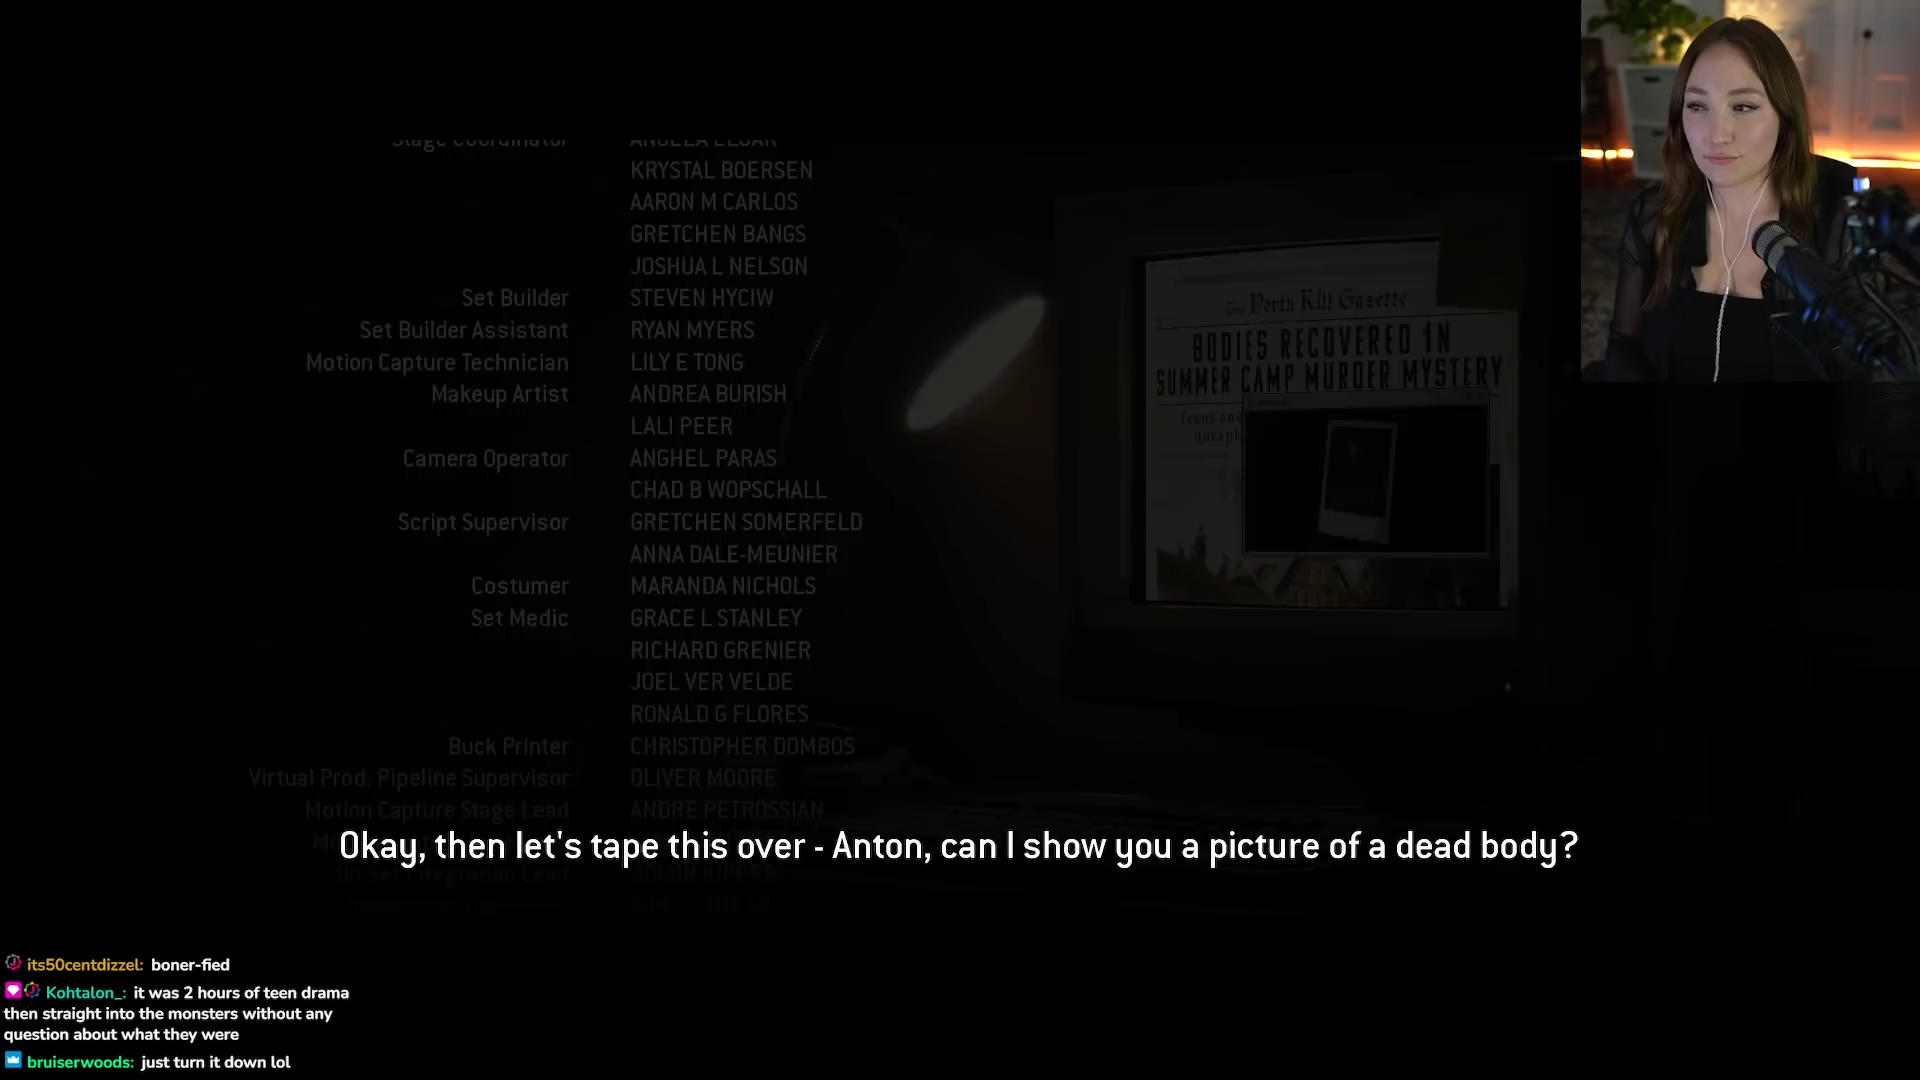 KRYSTAL BOERSEN
AARON M CARLOS
GRETCHEN BANGS
JOSHUA L NELSON
Set Builder STEVEN HYCIW
Set Builder Assistant RYAN MYERS
Motion Capture Technician LILY E TONG
Makeup Artist ANDREA BURISH
LALI PEER
Camera Operator ANGHEL PARAS
CHAD B WOPSCHALL
Script Supervisor GRETCHEN SOMERFELD
ANNA DALE-MEUNIER
Costumer MARANDA NICHOLS
Set Medic GRACE L STANLEY
RICHARD GRENIER
JOEL VER VELDE
RONALD G FLORES
Buck Printer CHRISTOPHER DOMBOS
Virtual Prod. Pipeline Supervisor OLIVER MOORE
Motion Capture Stage Lead ANDRE PETROSSIAN
Kill Gazette
BODIES RECOVERED IN
SUMMER CAMP MURDER MYSTERY
Teens and
Okay, then let's tape this over - Anton, can I show you a picture of a dead body?
its50centdizzel: boner-fied
Kohtalon_: it was 2 hours of teen drama
then straight into the monsters without any
question about what they were
bruiserwoods: just turn it down lol